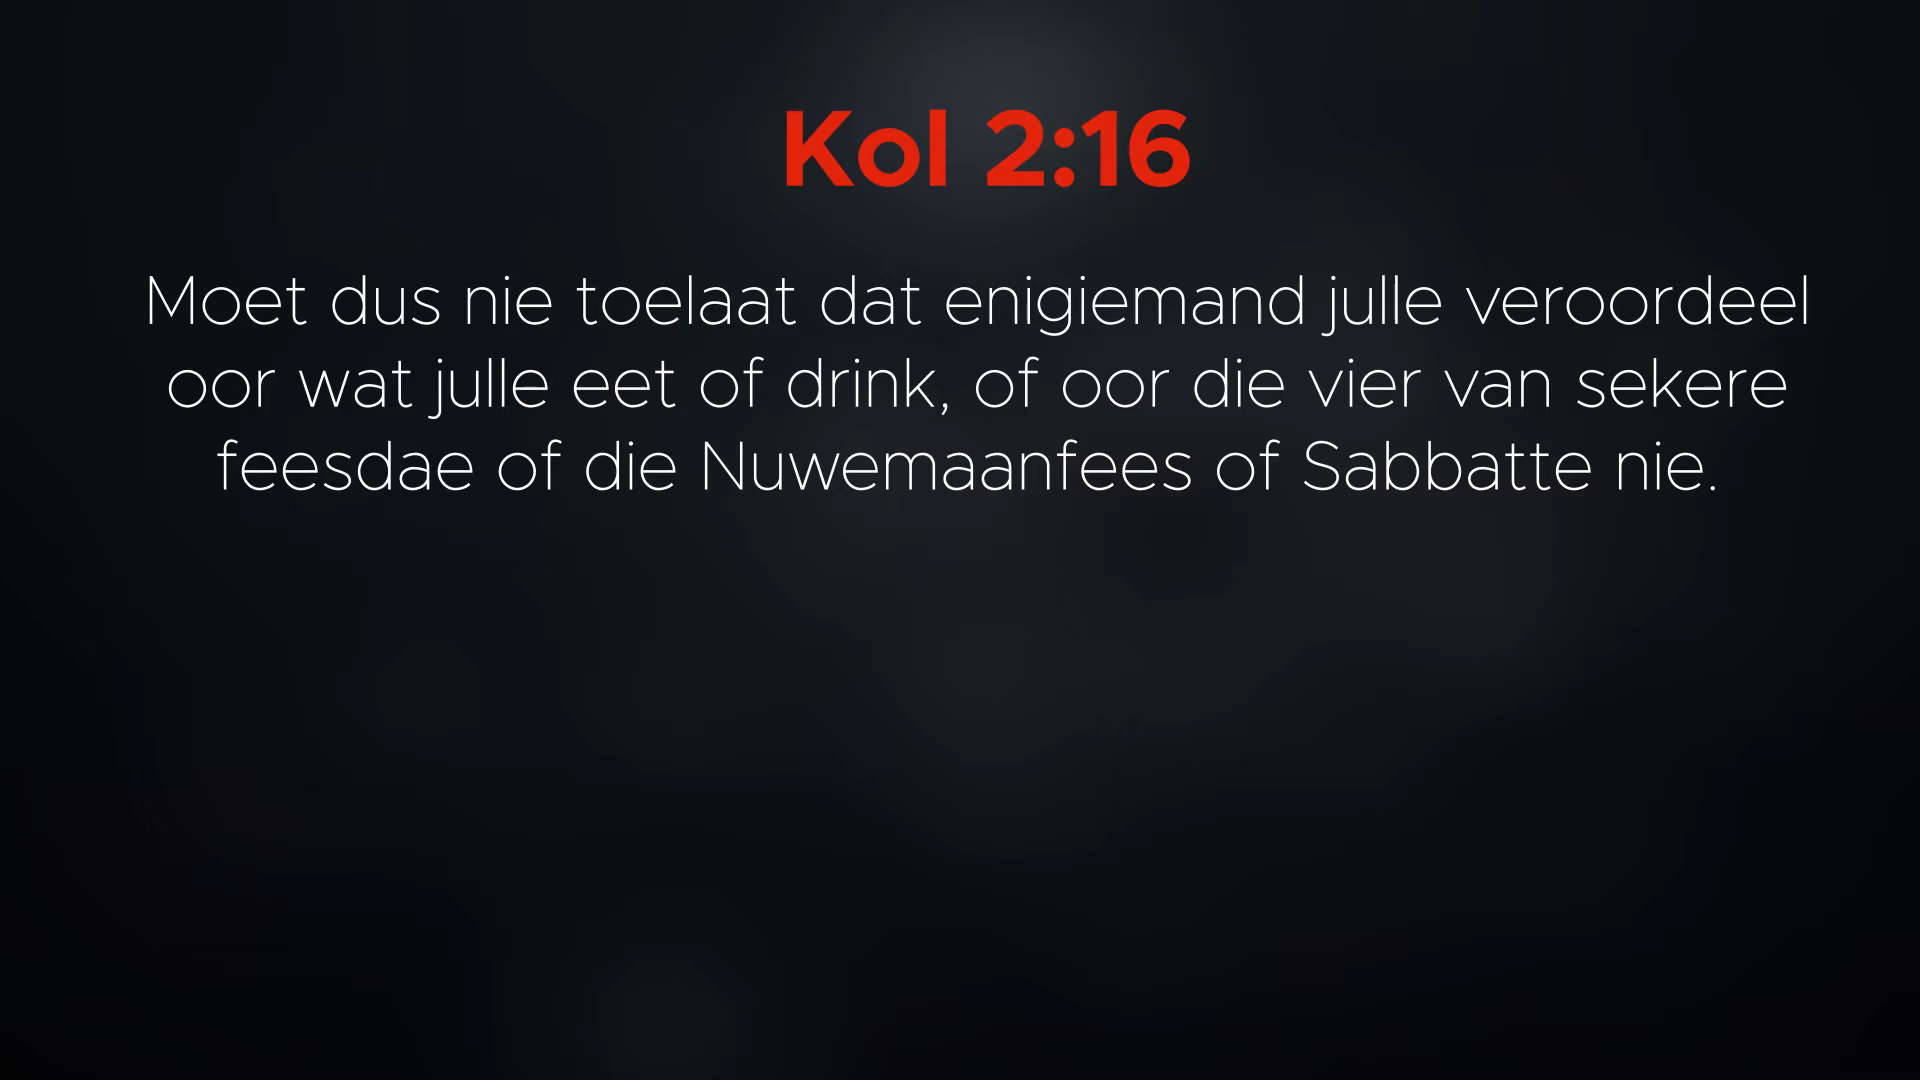 Kol 2:16
Moet dus nie toelaat dat enigiemand julle veroordeel
oor wat julle eet of drink, of oor die vier van sekere
feesdae of die Nuwemaanfees of Sabbatte nie.